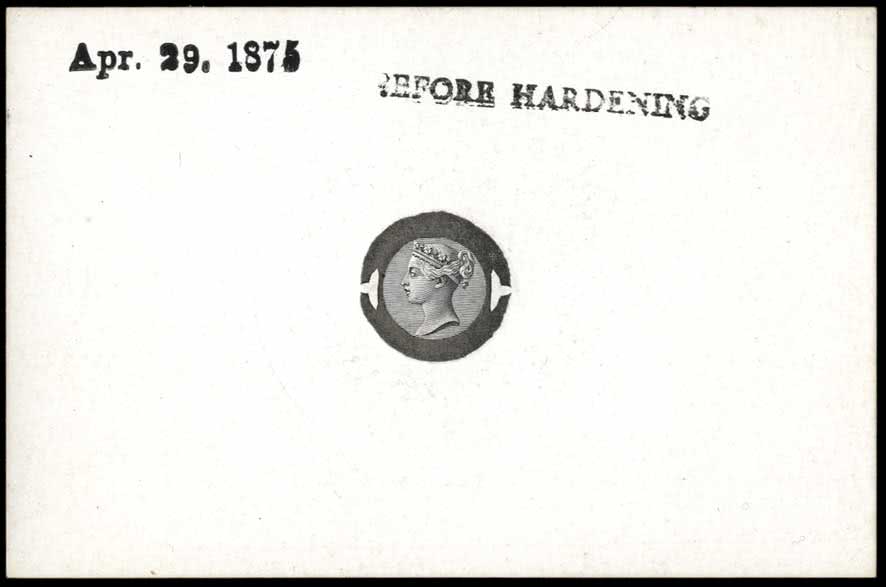 Apr. 29. 1875
BEFORE HARDENING